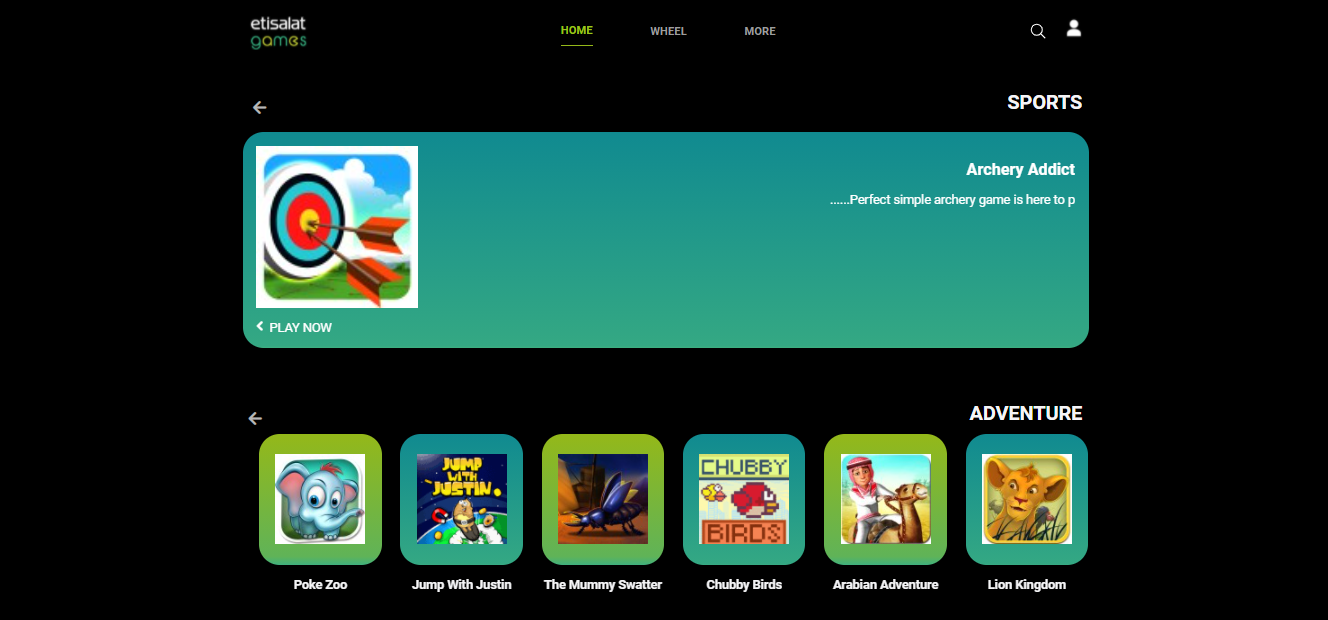 etisalat
games
HOME
WHEEL
MORE
SPORTS
Archery Addict
......Perfect simple archery game is here to p
PLAY NOW
ADVENTURE
JUMP
WITH
JUSTIN
CHUBBY
BIRDS
Poke Zoo
Jump With Justin
The Mummy Swatter
Chubby Birds
Arabian Adventure
Lion Kingdom